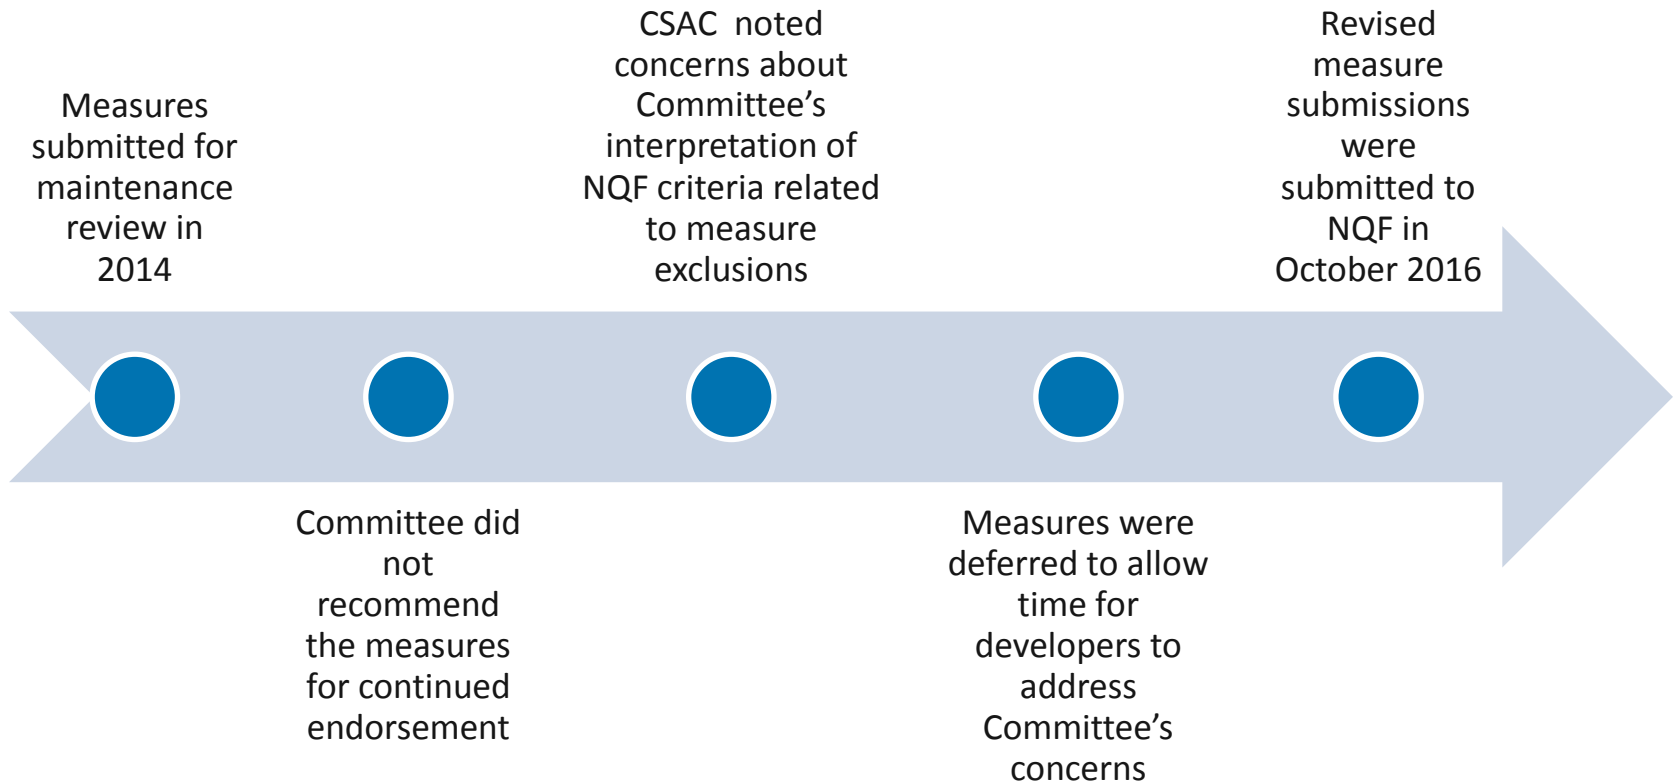 Measures
submitted for
maintenance
review in
2014
Committee did
not
recommend
the measures
for continued
endorsement
CSAC  noted
concerns about
Committee’s
interpretation of
NQF criteria related
to measure
exclusions
Measures were
deferred to allow
time for
developers to
address
Committee’s
concerns
Revised
measure
submissions
were
submitted to
NQF in
October 2016